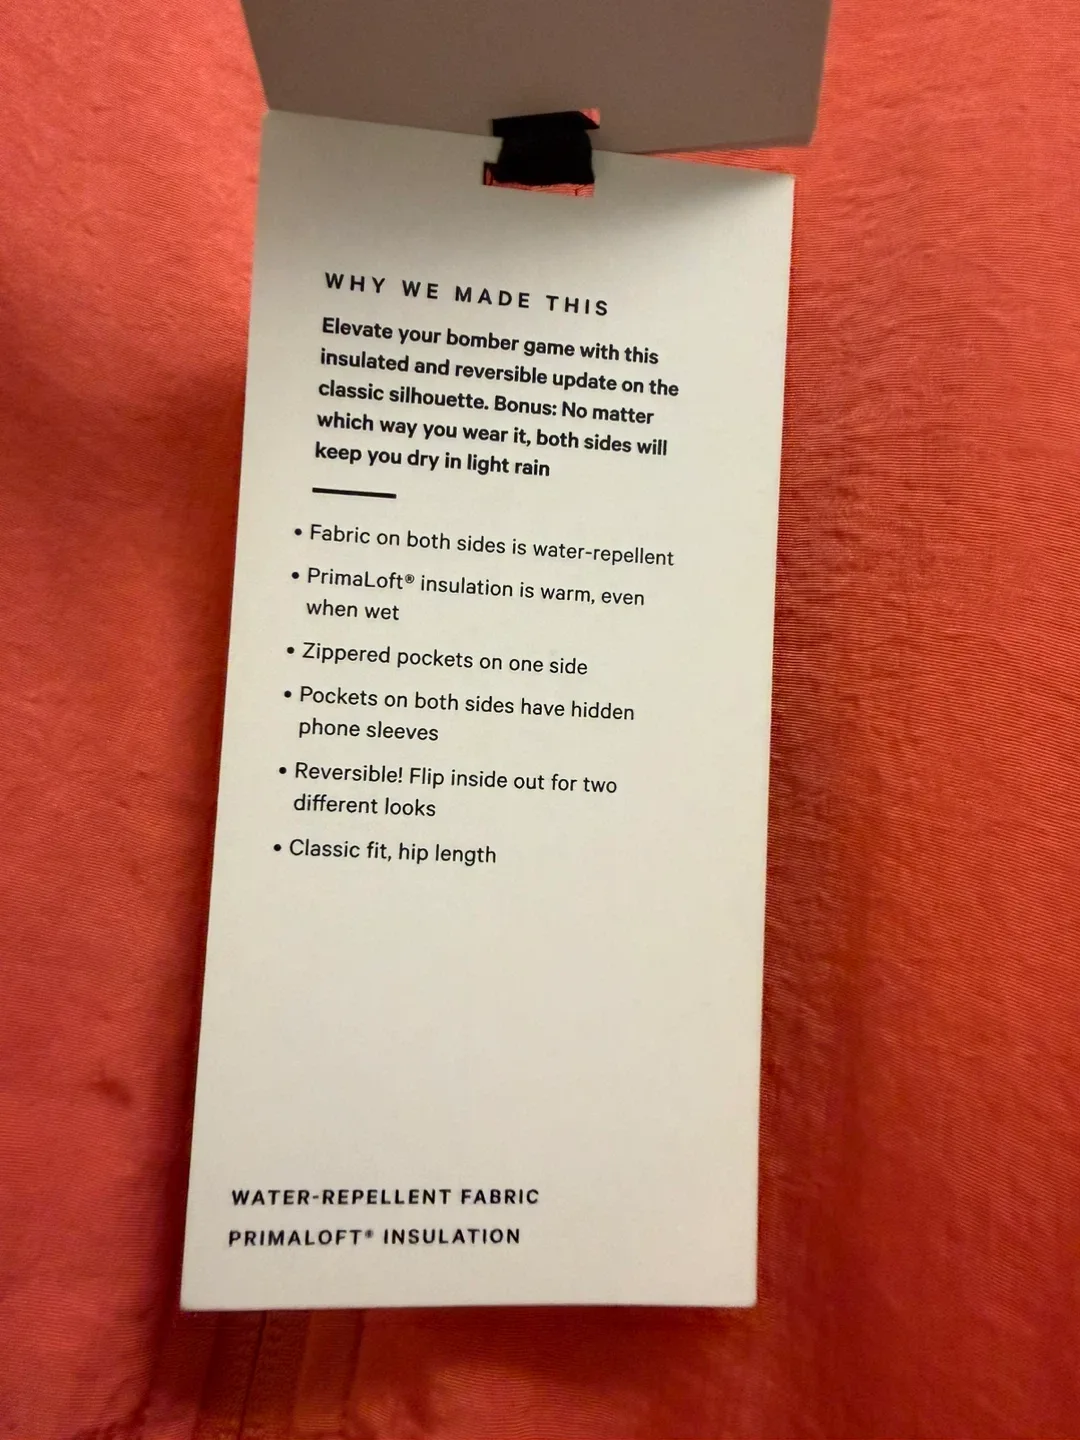 WHY WE MADE THIS
Elevate your bomber game with this
insulated and reversible update on the
classic silhouette. Bonus: No matter
which way you wear it, both sides will
keep you dry in light rain
• Fabric on both sides is water-repellent
• PrimaLoft® insulation is warm, even
when wet
• Zippered pockets on one side
• Pockets on both sides have hidden
phone sleeves
• Reversible! Flip inside out for two
different looks
• Classic fit, hip length
WATER-REPELLENT FABRIC
PRIMALOFT® INSULATION